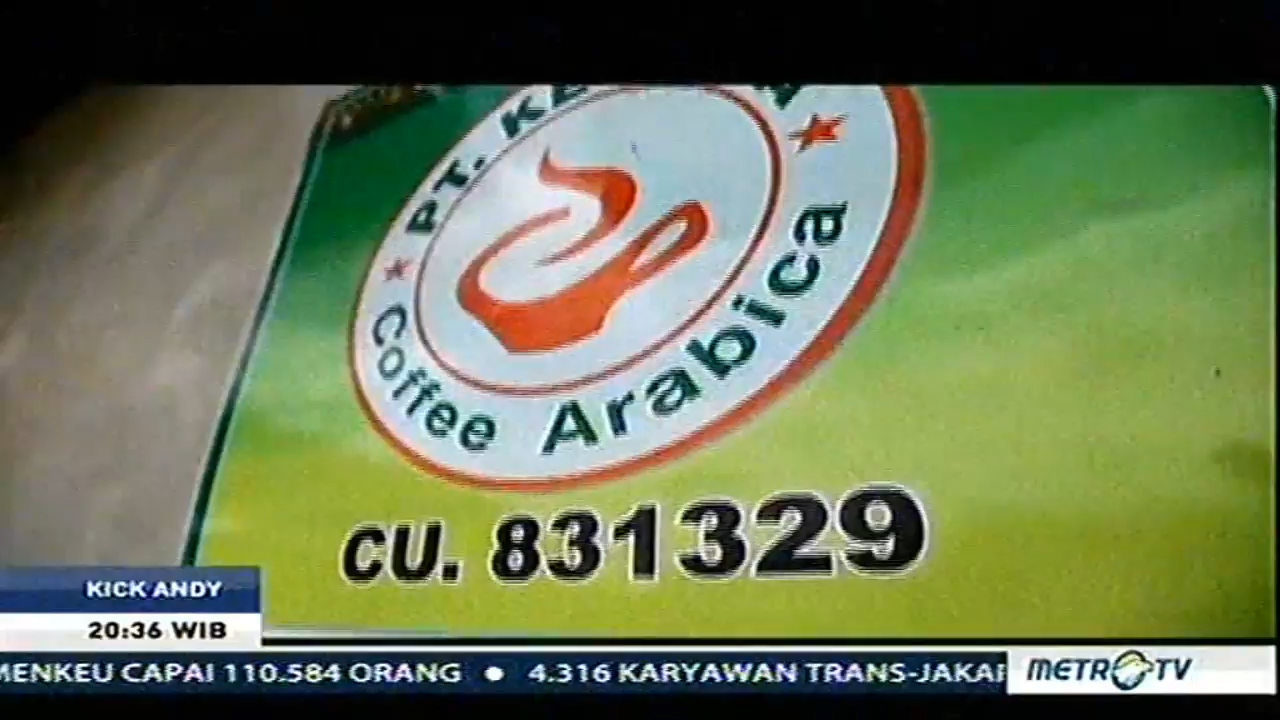 PT.
Coffee Arabica
CU. 831329
KICK ANDY
20:36 WIB
MENKEU CAPAI 110.584 ORANG ● 4.316 KARYAWAN TRANS-JAKAR
METRO TV